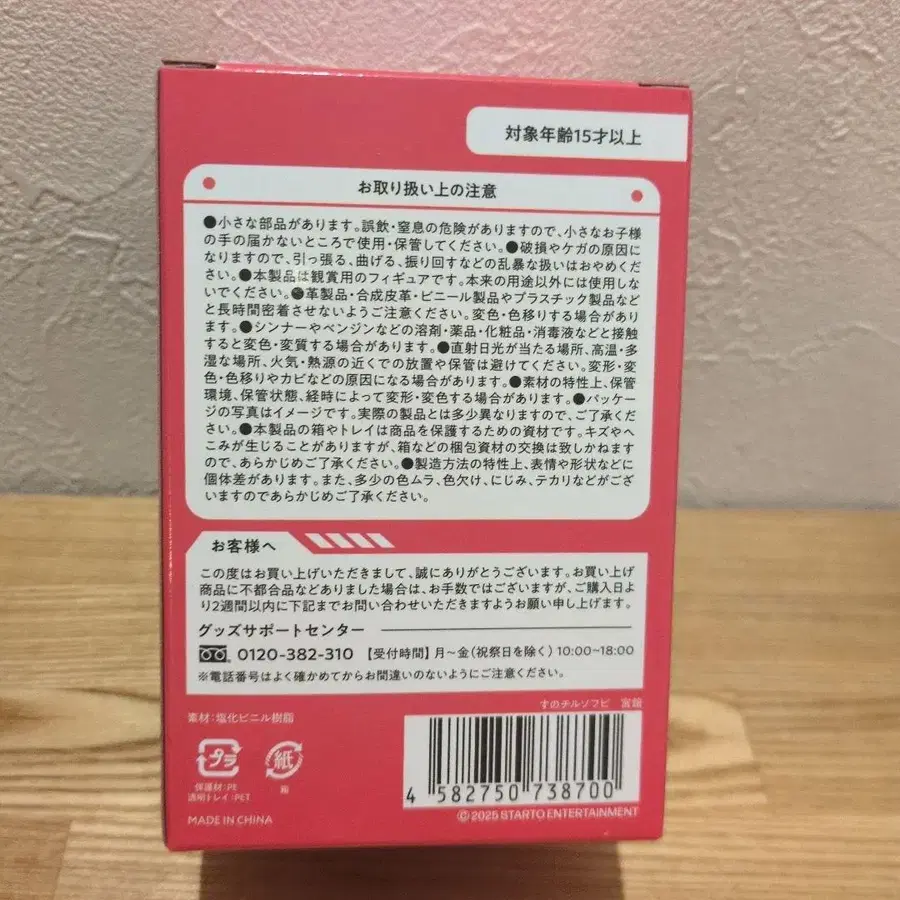 対象年齢15才以上
お取り扱い上の注意
●小さな部品があります。誤飲・窒息の危険がありますので、小さなお子様
の手の届かないところで使用・保管してください。●破損やケガの原因に
なりますので、引っ張る、曲げる、振り回すなどの乱暴な扱いはおやめくだ
さい。●本製品は観賞用のフィギュアです。本来の用途以外には使用しな
いでください。●革製品・合成皮革・ビニール製品やプラスチック製品など
と長時間密着させないようご注意ください。変色・色移りする場合があり
ます。●シンナーやベンジンなどの溶剤・薬品・化粧品・消毒液などと接触
すると変色・変質する場合があります。●直射日光が当たる場所、高温・多
湿な場所、火気・熱源の近くでの放置や保管は避けてください。変形・変
色・色移りやカビなどの原因になる場合があります。●素材の特性上、保管
環境、保管状態、経時によって変形・変色する場合があります。●パッケー
ジの写真はイメージです。実際の製品とは多少異なりますので、ご了承くだ
さい。●本製品の箱やトレイは商品を保護するための資材です。キズやへ
こみが生じることがありますが、箱などの梱包資材の交換は致しかねます
ので、あらかじめご了承ください。●製造方法の特性上、表情や形状などに
個体差があります。また、多少の色ムラ、色欠け、にじみ、テカリなどがござ
いますのであらかじめご了承ください。
お客様へ
この度はお買い上げいただきまして、誠にありがとうございます。お買い上げ
商品に不都合品などありました場合は、お手数ではございますが、ご購入日よ
り2週間以内に下記までお問い合わせいただきますようお願い申し上げます。
グッズサポートセンター
0120-382-310 【受付時間】月～金(祝祭日を除く)10:00~18:00
※電話番号はよく確かめてからお間違いのないようにご注意ください。
すのチルソフビ 宮舘
素材:塩化ビニル樹脂
プラ
紙
保護材:PE
透明トレイ:PET
箱
4 582750 738700
MADE IN CHINA
©2025 STARTO ENTERTAINMENT